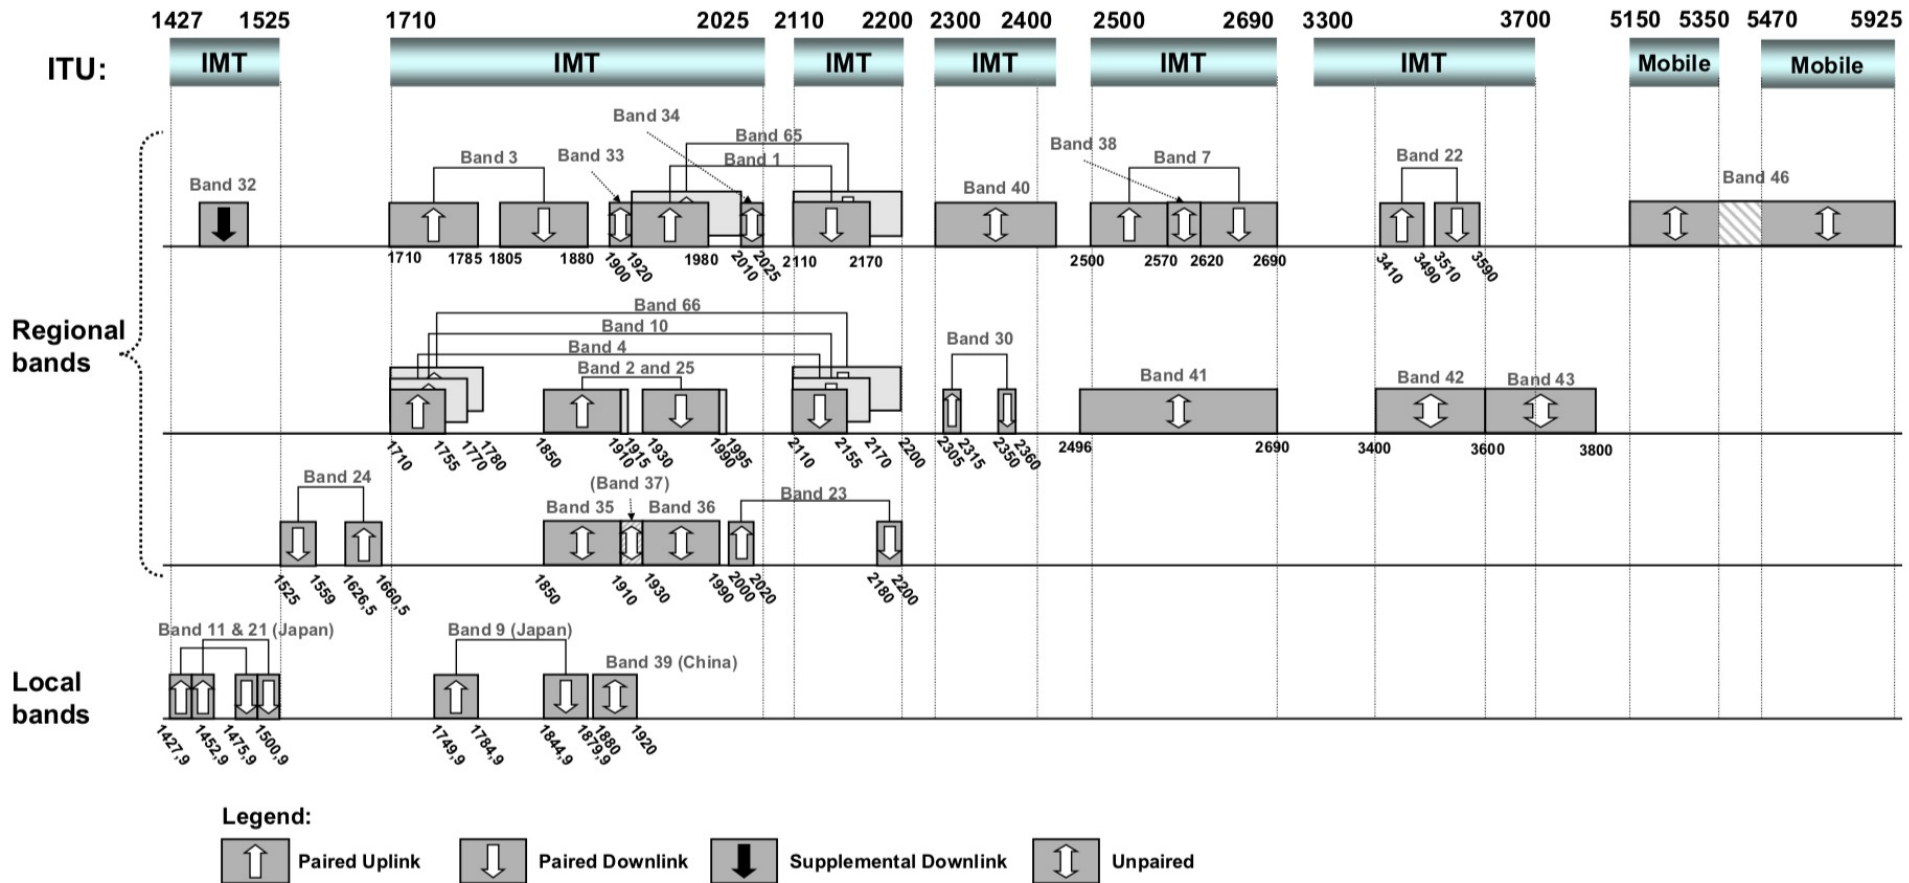 1427 1525 1710 2025 2110 2200 2300 2400 2500 2690 3300 3700 5150 5350 5470 5925
ITU: IMT IMT IMT IMT IMT IMT Mobile Mobile
Band 34
Band 65
Band 38
Band 3 Band 33 Band 1 Band 7 Band 22
Band 32 Band 40 Band 46
1710 1785 1805 1880 1900 1920 1980 2010 2025 2110 2170 2500 2570 2620 2690 3410 3490 3510 3590
Regional
bands
Band 66
Band 10
Band 4
Band 2 and 25
Band 30
Band 41 Band 42 Band 43
1710 1755 1770 1780 1850 1910 1915 1930 1990 1995 2110 2155 2170 2200 2305 2315 2350 2360 2496 2690 3400 3600 3800
Band 24 (Band 37) Band 23
Band 35 Band 36
1525 1559 1626,5 1660,5 1850 1910 1930 1990 2000 2020 2180 2200
Band 11 & 21 (Japan) Band 9 (Japan)
Band 39 (China)
Local
bands
1427,9 1452,9 1475,9 1500,9 1749,9 1784,9 1844,9 1879,9 1880 1920
Legend:
Paired Uplink Paired Downlink Supplemental Downlink Unpaired